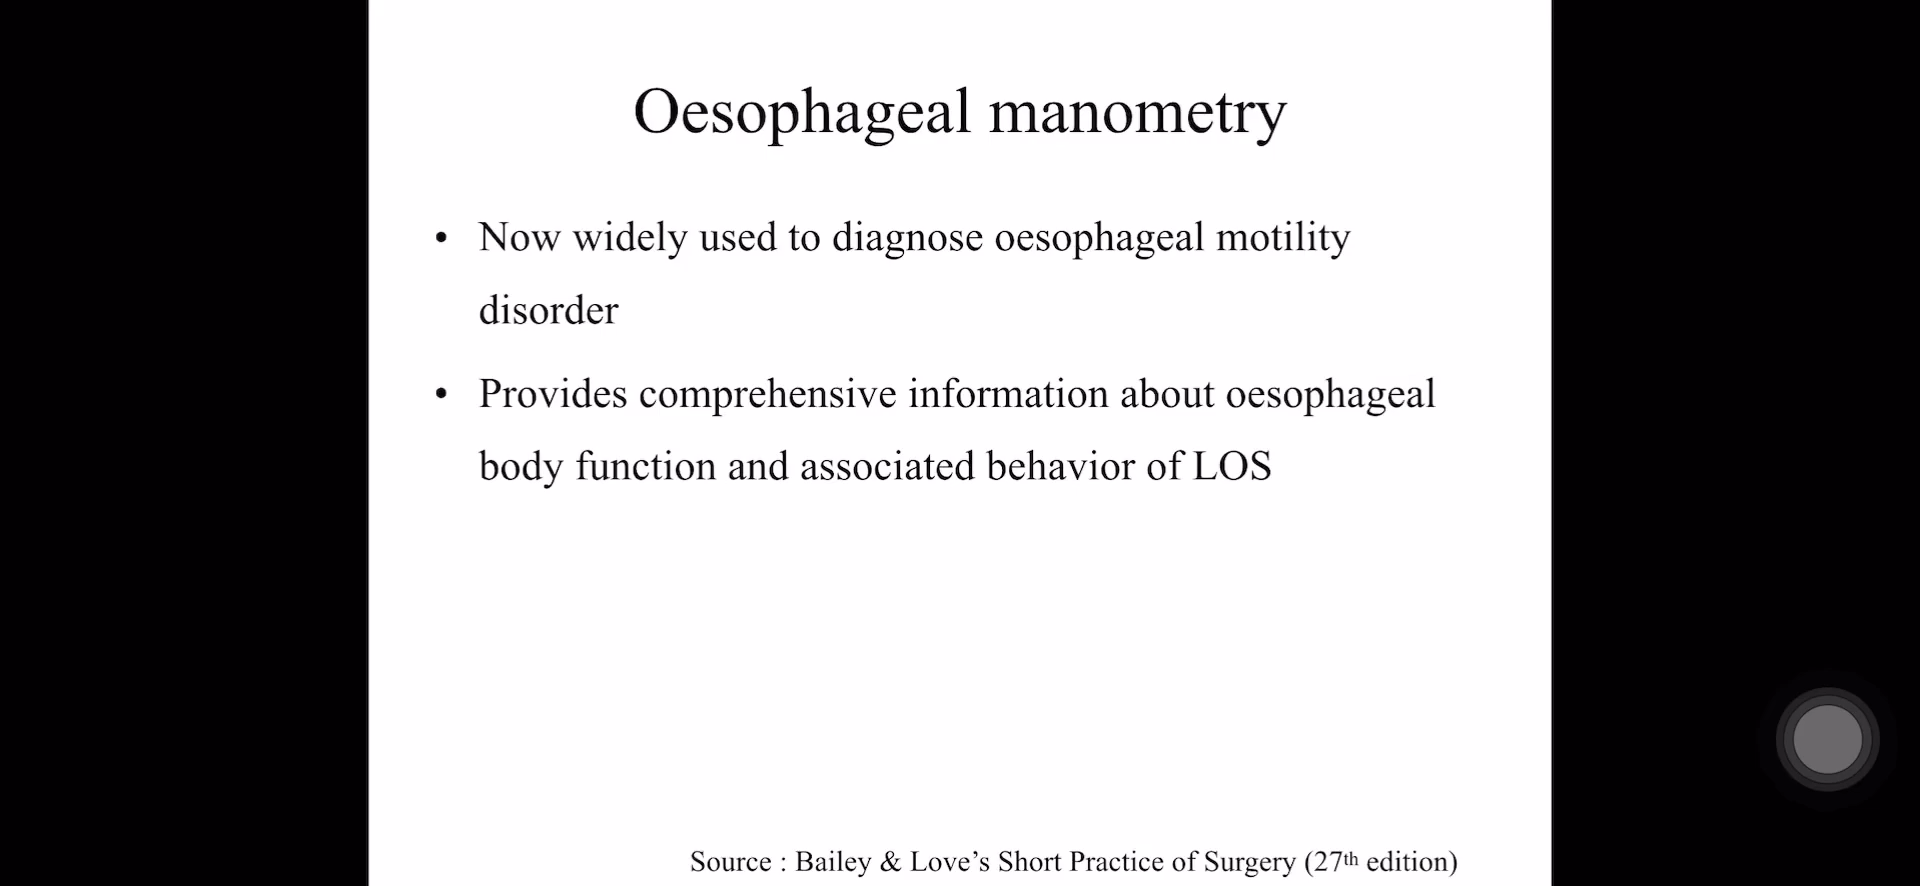 Oesophageal manometry
• Now widely used to diagnose oesophageal motility
disorder
• Provides comprehensive information about oesophageal
body function and associated behavior of LOS
Source : Bailey & Love’s Short Practice of Surgery (27th edition)